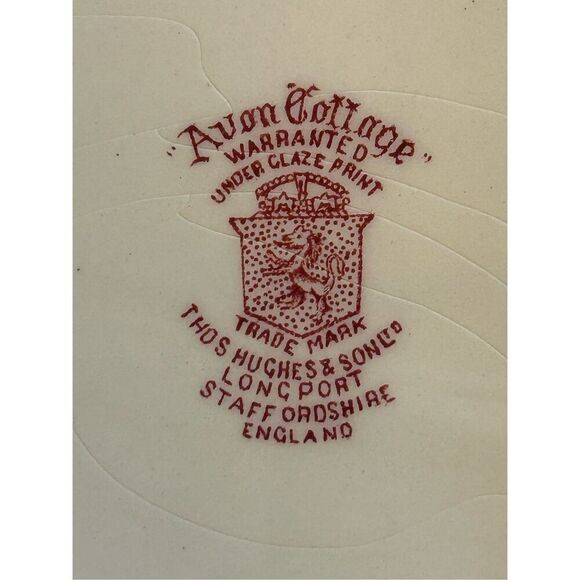 "Avon Cottage"
WARRANTED
UNDER GLAZE PRINT
TRADE MARK
THOS HUGHES & SON LTD
LONGPORT
STAFFORDSHIRE
ENGLAND